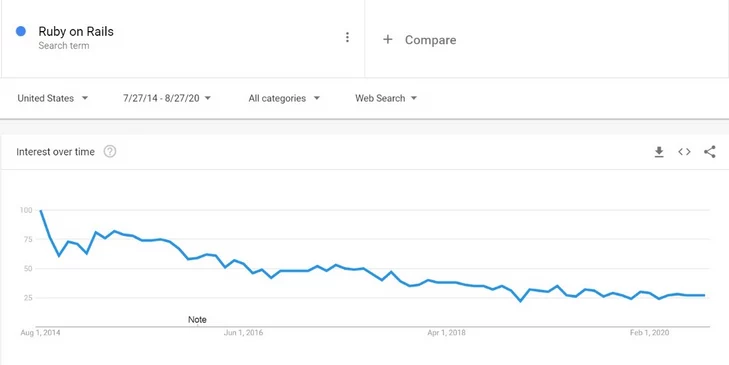 Ruby on Rails
Search term
+ Compare
United States
7/27/14 - 8/27/20
All categories
Web Search
Interest over time
?
100
75
50
25
Note
Aug 1, 2014
Jun 1, 2016
Apr 1, 2018
Feb 1, 2020